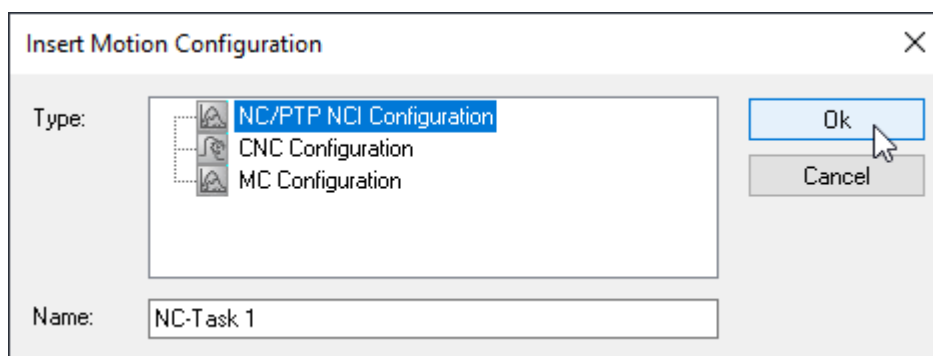 Insert Motion Configuration
Type:
NC/PTP NCI Configuration
CNC Configuration
MC Configuration
Ok
Cancel
Name:
NC-Task 1